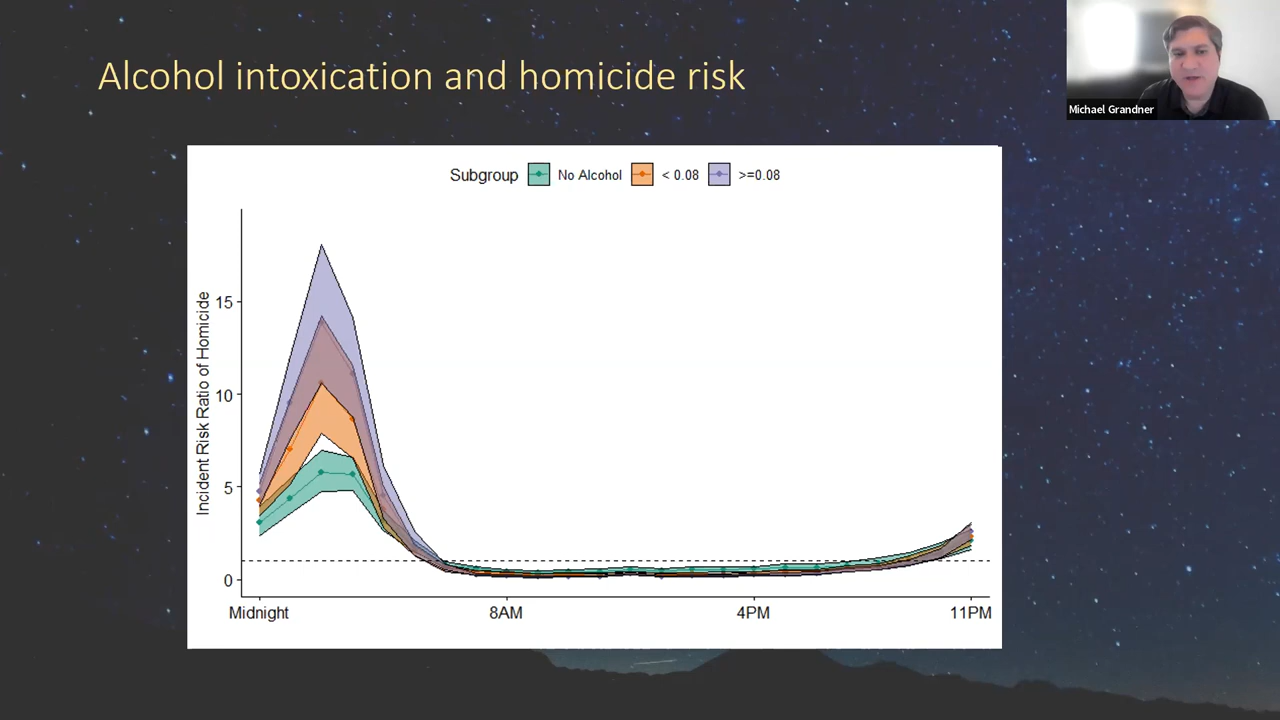 Alcohol intoxication and homicide risk
Michael Grandner
Subgroup No Alcohol < 0.08 >=0.08
Incident Risk Ratio of Homicide
15
10
5
0
Midnight 8AM 4PM 11PM